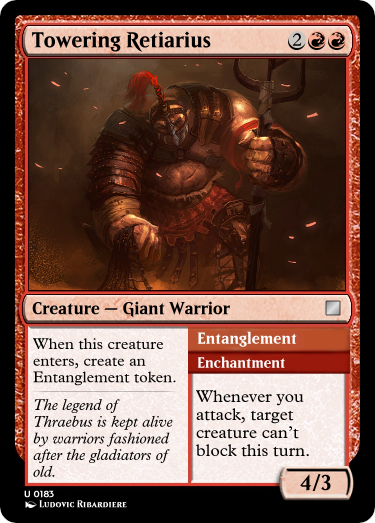 Towering Retiarius 2
Creature — Giant Warrior
When this creature
enters, create an
Entanglement token.
The legend of
Thraebus is kept alive
by warriors fashioned
after the gladiators of
old.
Entanglement
Enchantment
Whenever you
attack, target
creature can't
block this turn.
4/3
U 0183
Ludovic Ribardiere